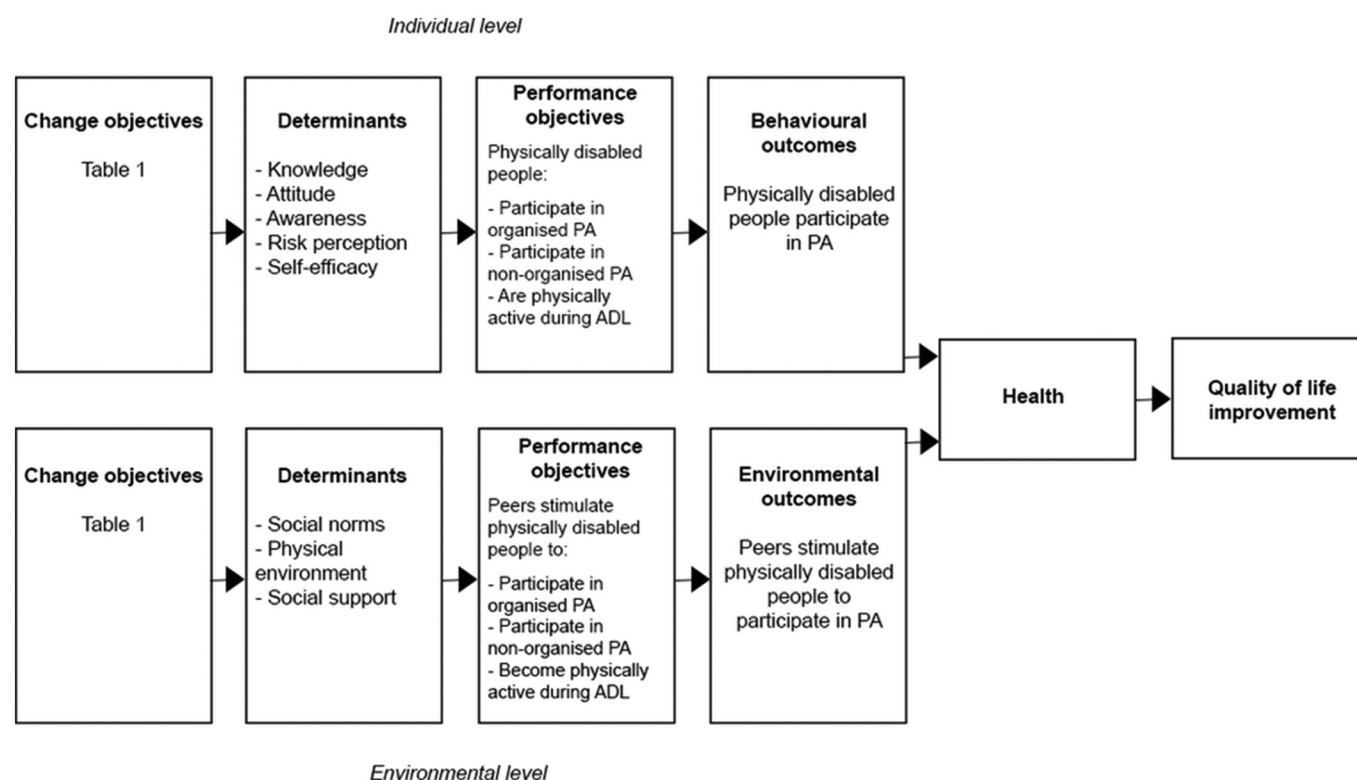 Individual level
Change objectives
Table 1
Determinants
- Knowledge
- Attitude
- Awareness
- Risk perception
- Self-efficacy
Performance
objectives
Physically disabled
people:
- Participate in
organised PA
- Participate in
non-organised PA
- Are physically
active during ADL
Behavioural
outcomes
Physically disabled
people participate
in PA
Health
Quality of life
improvement
Change objectives
Table 1
Determinants
- Social norms
- Physical
environment
- Social support
Performance
objectives
Peers stimulate
physically disabled
people to:
- Participate in
organised PA
- Participate in
non-organised PA
- Become physically
active during ADL
Environmental
outcomes
Peers stimulate
physically disabled
people to
participate in PA
Environmental level